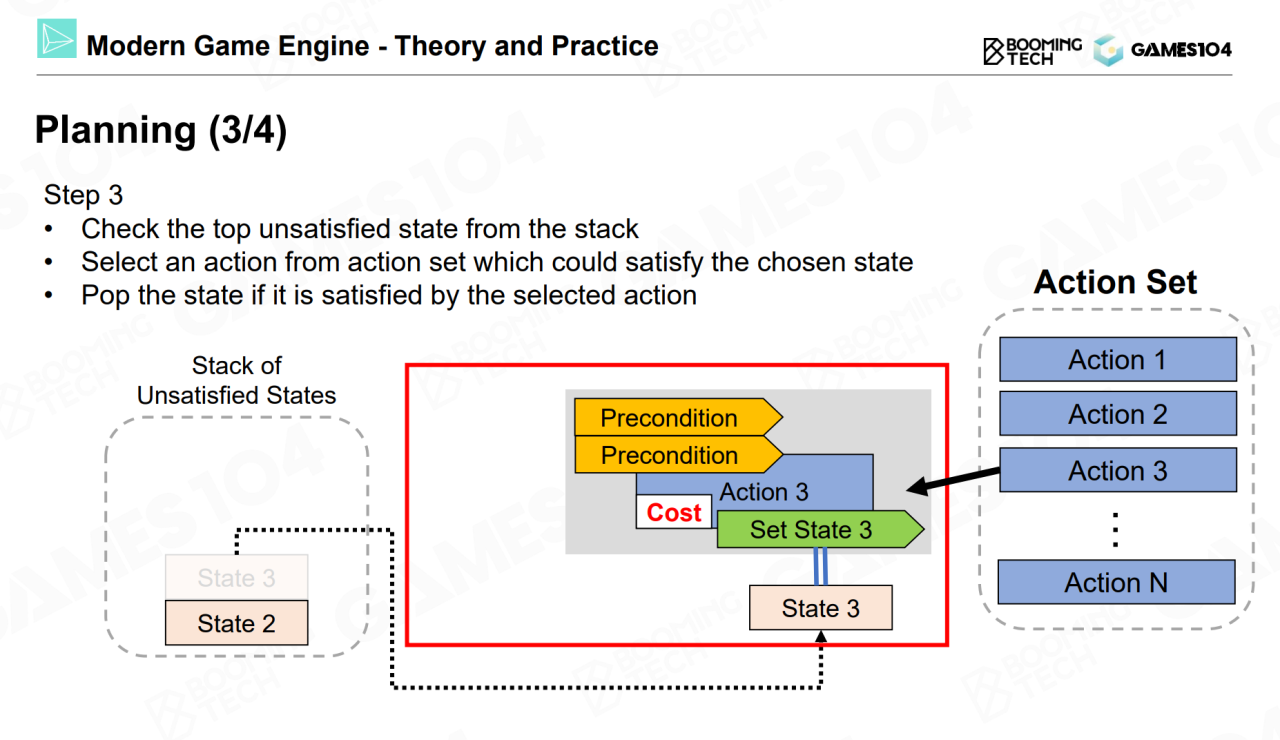 Modern Game Engine - Theory and Practice
BOOMING
TECH
GAMES104
Planning (3/4)
Step 3
• Check the top unsatisfied state from the stack
• Select an action from action set which could satisfy the chosen state
• Pop the state if it is satisfied by the selected action
Action Set
Stack of
Unsatisfied States
State 3
State 2
Precondition
Precondition
Action 3
Cost
Set State 3
State 3
Action 1
Action 2
Action 3
Action N